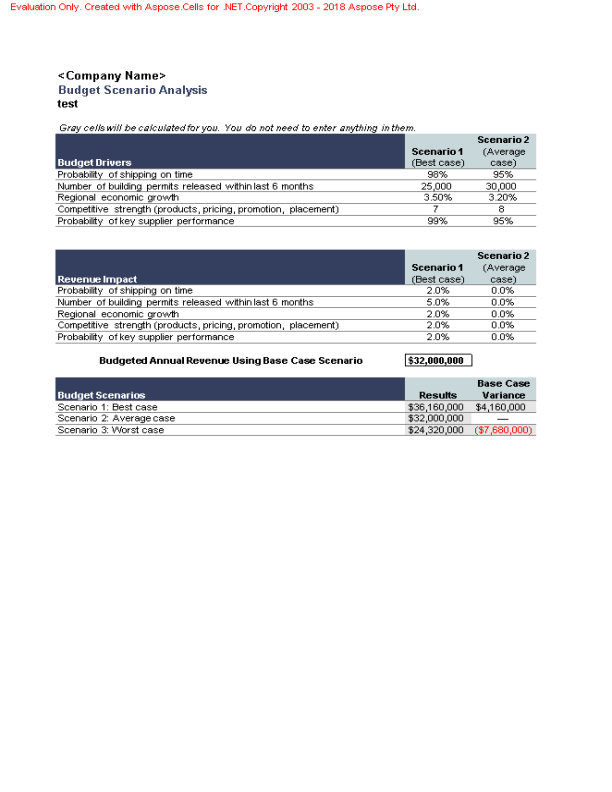 Evaluation Only. Created with Aspose.Cells for .NET.Copyright 2003 - 2018 Aspose Pty Ltd.
<Company Name>
Budget Scenario Analysis
test
Gray cells will be calculated for you. You do not need to enter anything in them.
Budget Drivers Scenario 1 (Best case) Scenario 2 (Average case)
Probability of shipping on time 98% 95%
Number of building permits released within last 6 months 25,000 30,000
Regional economic growth 3.50% 3.20%
Competitive strength (products, pricing, promotion, placement) 7 8
Probability of key supplier performance 99% 95%
Revenue Impact Scenario 1 (Best case) Scenario 2 (Average case)
Probability of shipping on time 2.0% 0.0%
Number of building permits released within last 6 months 5.0% 0.0%
Regional economic growth 2.0% 0.0%
Competitive strength (products, pricing, promotion, placement) 2.0% 0.0%
Probability of key supplier performance 2.0% 0.0%
Budgeted Annual Revenue Using Base Case Scenario $32,000,000
Budget Scenarios Results Base Case Variance
Scenario 1: Best case $36,160,000 $4,160,000
Scenario 2: Average case $32,000,000 —
Scenario 3: Worst case $24,320,000 ($7,680,000)